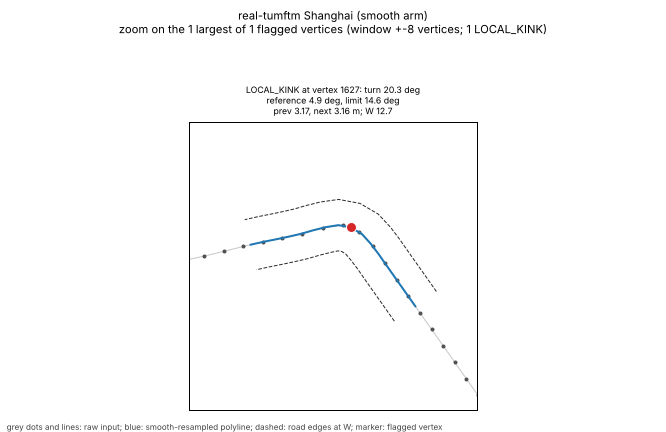 real-tumftm Shanghai (smooth arm)
zoom on the 1 largest of 1 flagged vertices (window +-8 vertices; 1 LOCAL_KINK)
LOCAL_KINK at vertex 1627: turn 20.3 deg
reference 4.9 deg, limit 14.6 deg
prev 3.17, next 3.16 m; W 12.7
grey dots and lines: raw input; blue: smooth-resampled polyline; dashed: road edges at W; marker: flagged vertex